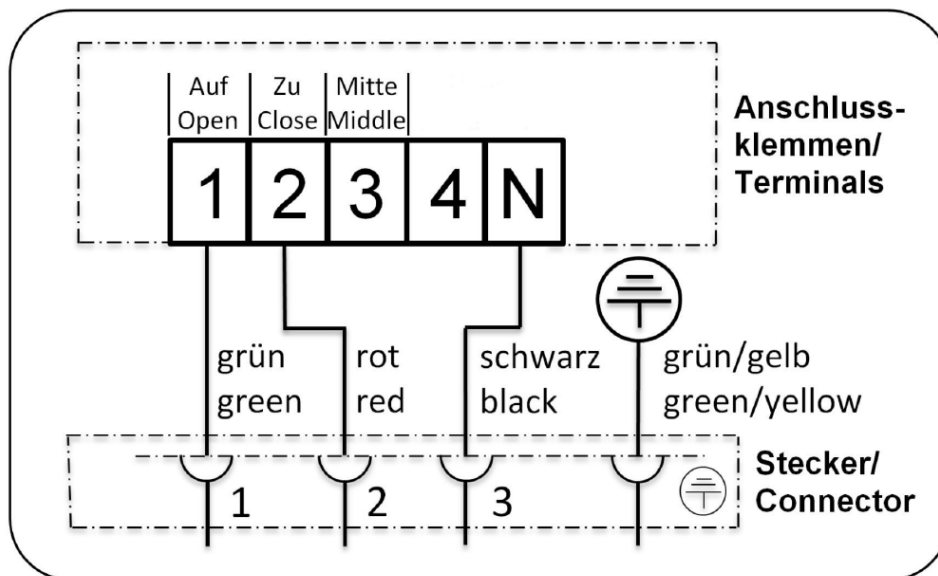 Auf Zu Mitte
Open Close Middle
1 2 3 4 N
Anschluss-
klemmen/
Terminals
grün rot schwarz grün/gelb
green red black green/yellow
1 2 3
Stecker/
Connector